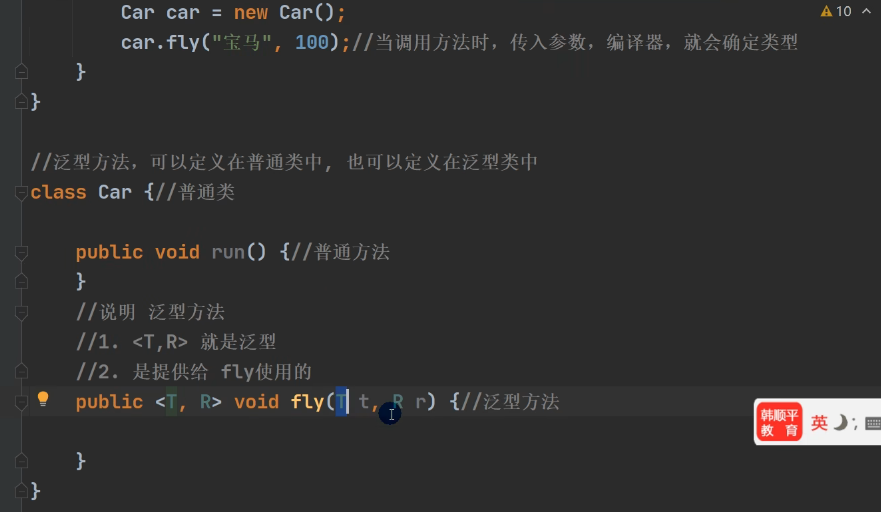 Car car = new Car();
10
car.fly("宝马", 100);//当调用方法时，传入参数，编译器，就会确定类型
}
}
//泛型方法，可以定义在普通类中, 也可以定义在泛型类中
class Car {//普通类
public void run() {//普通方法
}
//说明 泛型方法
//1. <T,R> 就是泛型
//2. 是提供给 fly使用的
public <T, R> void fly(T t, R r) {//泛型方法
韩顺平
教 育
英 ;
}
}